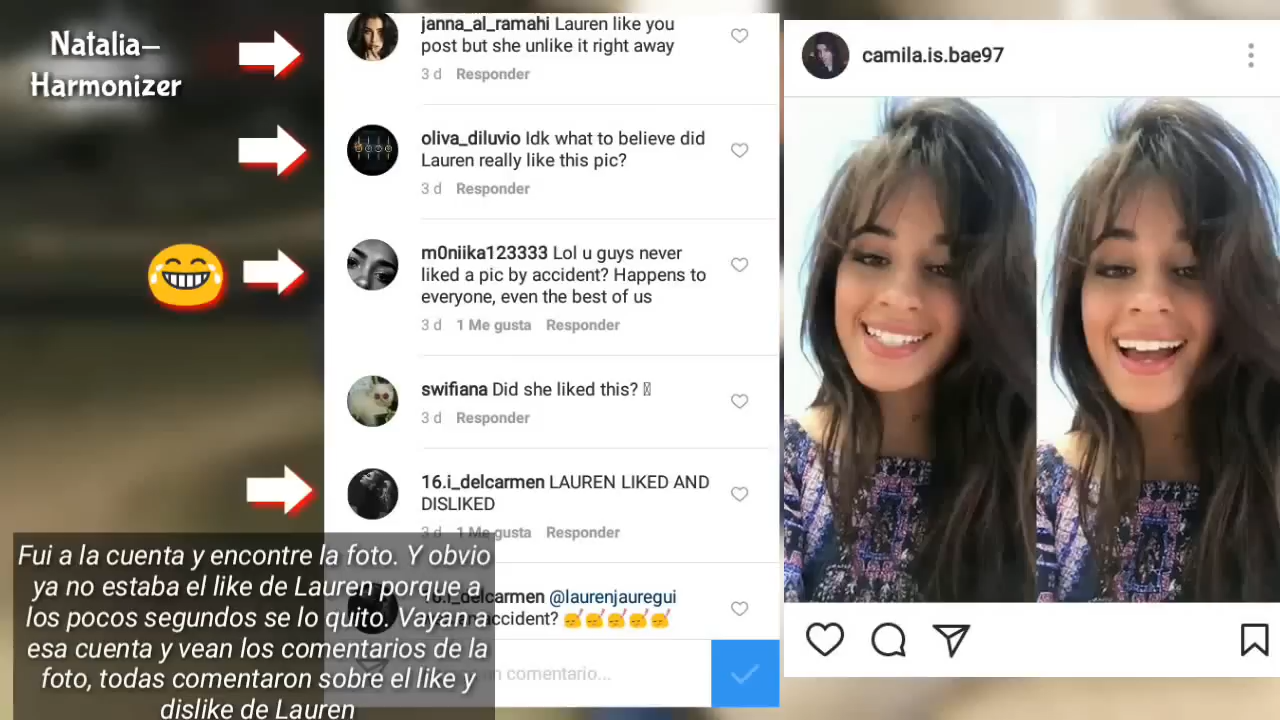 Natalia–
Harmonizer
janna_al_ramahi Lauren like you
post but she unlike it right away
3 d Responder
oliva_diluvio Idk what to believe did
Lauren really like this pic?
3 d Responder
m0niika123333 Lol u guys never
liked a pic by accident? Happens to
everyone, even the best of us
3 d 1 Me gusta Responder
swifiana Did she liked this?
3 d Responder
16.i_delcarmen LAUREN LIKED AND
DISLIKED
3 d 1 Me gusta Responder
16.i_delcarmen @laurenjauregui
accident?
comentario...
Fui a la cuenta y encontre la foto. Y obvio
ya no estaba el like de Lauren porque a
los pocos segundos se lo quito. Vayan a
esa cuenta y vean los comentarios de la
foto, todas comentaron sobre el like y
dislike de Lauren
camila.is.bae97